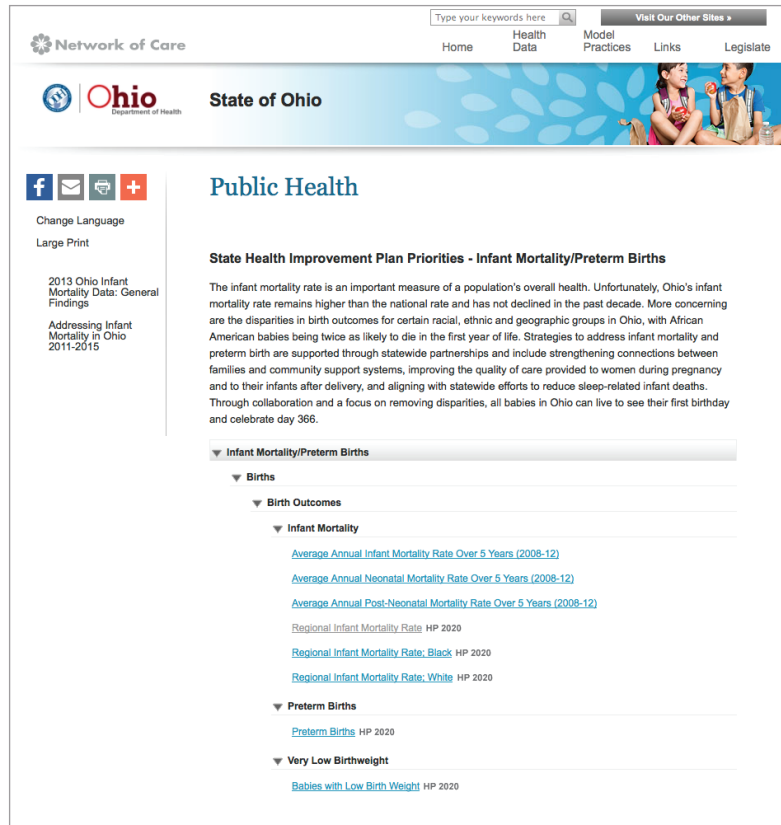 Type your keywords here
Visit Our Other Sites »
Network of Care
Home
Health Data
Model Practices
Links
Legislate
Ohio
Department of Health
State of Ohio
Change Language
Large Print
2013 Ohio Infant
Mortality Data: General
Findings
Addressing Infant
Mortality in Ohio
2011-2015
Public Health
State Health Improvement Plan Priorities - Infant Mortality/Preterm Births
The infant mortality rate is an important measure of a population's overall health. Unfortunately, Ohio's infant
mortality rate remains higher than the national rate and has not declined in the past decade. More concerning
are the disparities in birth outcomes for certain racial, ethnic and geographic groups in Ohio, with African
American babies being twice as likely to die in the first year of life. Strategies to address infant mortality and
preterm birth are supported through statewide partnerships and include strengthening connections between
families and community support systems, improving the quality of care provided to women during pregnancy
and to their infants after delivery, and aligning with statewide efforts to reduce sleep-related infant deaths.
Through collaboration and a focus on removing disparities, all babies in Ohio can live to see their first birthday
and celebrate day 366.
Infant Mortality/Preterm Births
Births
Birth Outcomes
Infant Mortality
Average Annual Infant Mortality Rate Over 5 Years (2008-12)
Average Annual Neonatal Mortality Rate Over 5 Years (2008-12)
Average Annual Post-Neonatal Mortality Rate Over 5 Years (2008-12)
Regional Infant Mortality Rate HP 2020
Regional Infant Mortality Rate; Black HP 2020
Regional Infant Mortality Rate; White HP 2020
Preterm Births
Preterm Births HP 2020
Very Low Birthweight
Babies with Low Birth Weight HP 2020